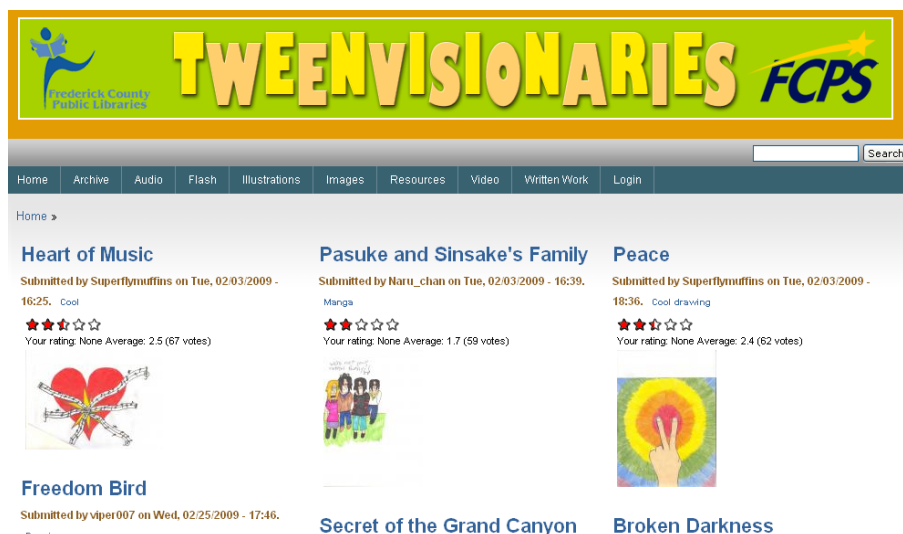 Frederick County
Public Libraries
TWEENVISIONARIES
FCPS
Search
Home Archive Audio Flash Illustrations Images Resources Video Written Work Login
Home »
Heart of Music
Submitted by Superflymuffins on Tue, 02/03/2009 -
16:25. Cool
Your rating: None Average: 2.5 (67 votes)
Pasuke and Sinsake's Family
Submitted by Naru_chan on Tue, 02/03/2009 - 16:39.
Manga
Your rating: None Average: 1.7 (59 votes)
Peace
Submitted by Superflymuffins on Tue, 02/03/2009 -
18:36. Cool drawing
Your rating: None Average: 2.4 (62 votes)
Freedom Bird
Submitted by viper007 on Wed, 02/25/2009 - 17:46.
Secret of the Grand Canyon
Broken Darkness